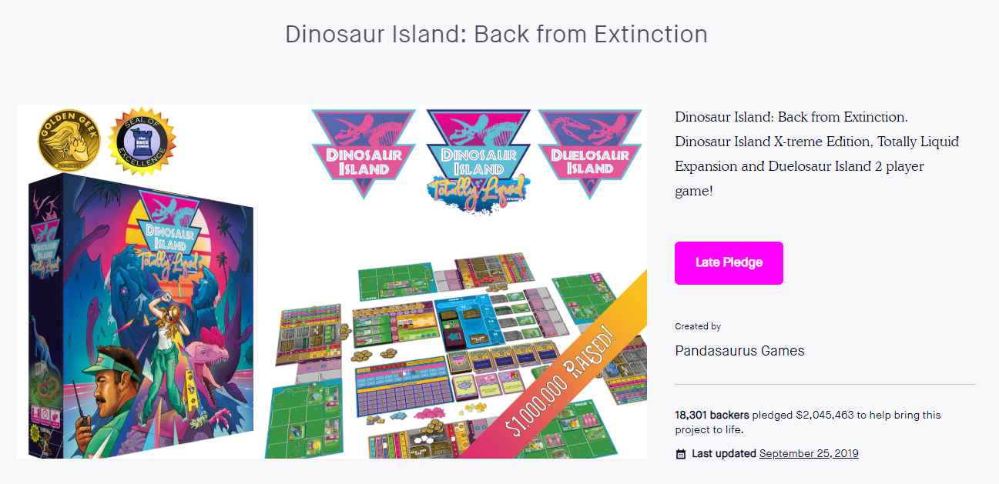 Dinosaur Island: Back from Extinction
GOLDEN GEEK
NOMINEE
SEAL OF
the
DICE
TOWER
EXCELLENCE
DINOSAUR
ISLAND
DINOSAUR
ISLAND
Totally Liquid
EXPANSION
DUELOSAUR
ISLAND
DINOSAUR
ISLAND
Totally Liquid
DINOSAUR
ISLAND
Totally Liquid
$1,000,000 RAISED!
Dinosaur Island: Back from Extinction.
Dinosaur Island X-treme Edition, Totally Liquid
Expansion and Duelosaur Island 2 player
game!
Late Pledge
Created by
Pandasaurus Games
18,301 backers pledged $2,045,463 to help bring this
project to life.
Last updated September 25, 2019